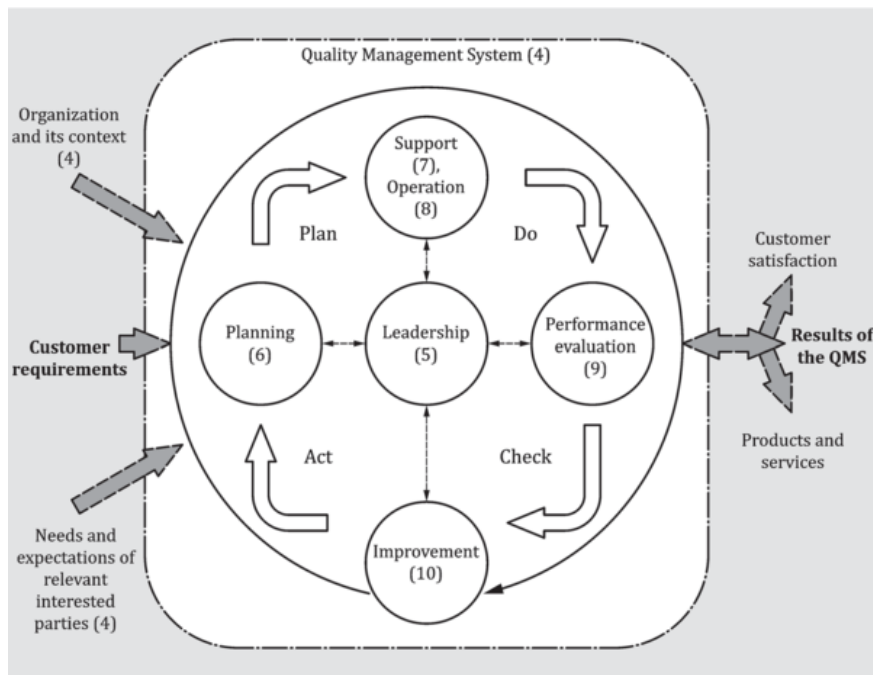 Quality Management System (4)
Organization
and its context
(4)
Support
(7),
Operation
(8)
Plan
Do
Customer
satisfaction
Planning
(6)
Leadership
(5)
Performance
evaluation
(9)
Customer
requirements
Results of
the QMS
Act
Check
Products and
services
Needs and
expectations of
relevant
interested
parties (4)
Improvement
(10)